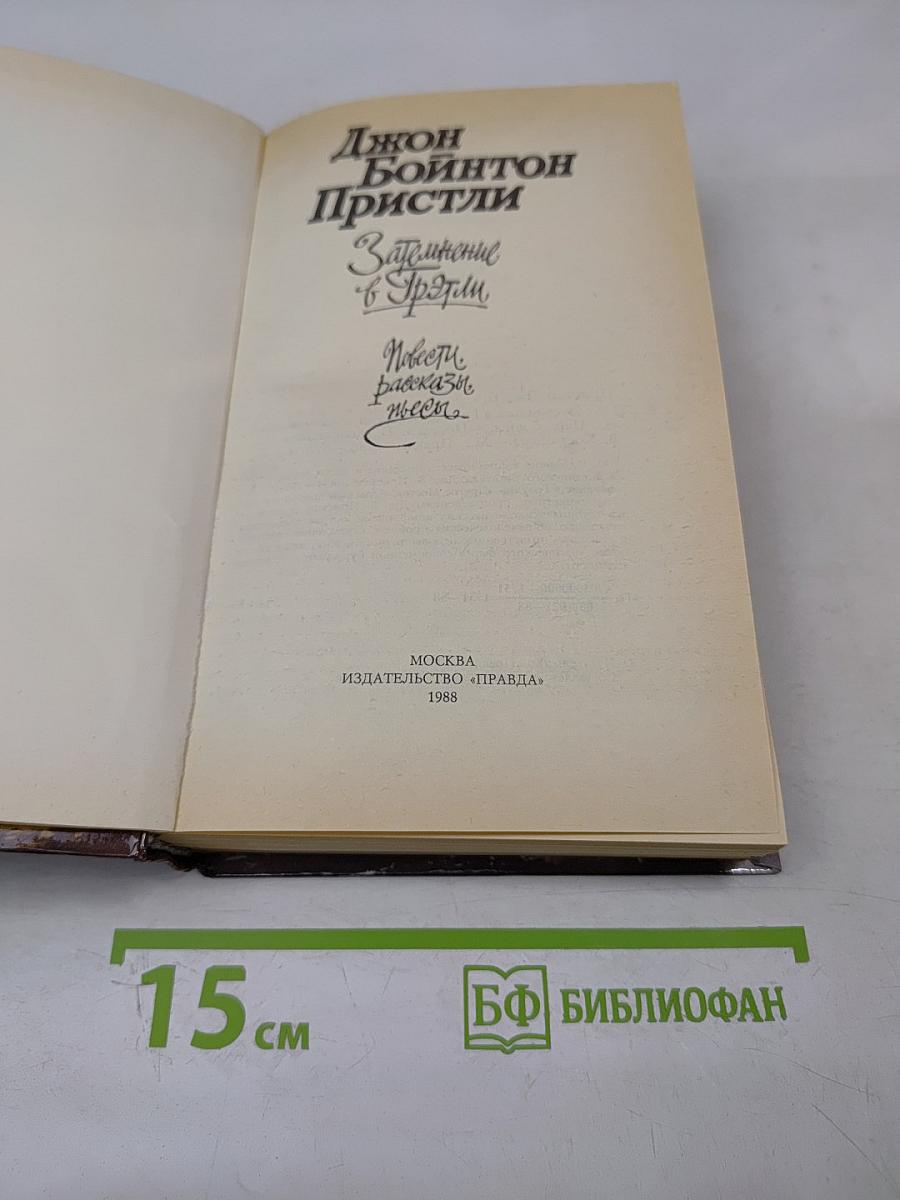 Джон
Бойнтон
Пристли
Затемнение
в Грэтли
Повести,
рассказы,
пьесы
МОСКВА
ИЗДАТЕЛЬСТВО «ПРАВДА»
1988
15 см
БФ БИБЛИОФАН